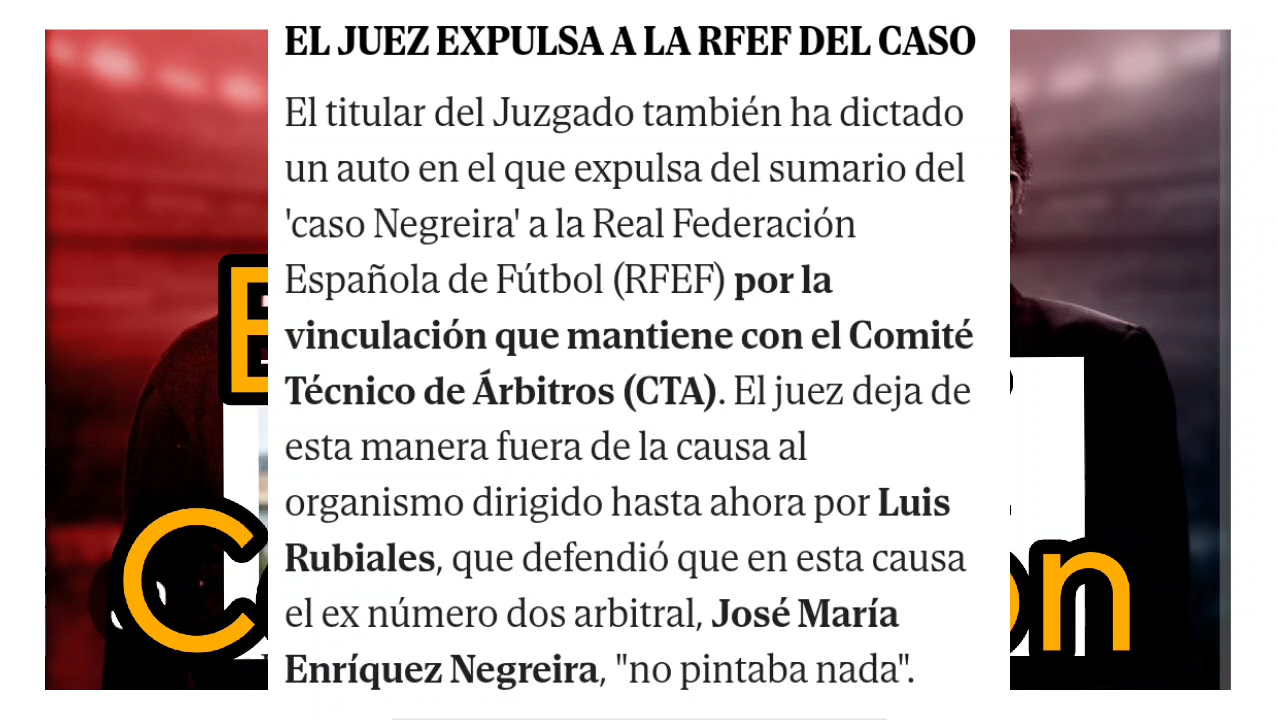 EL JUEZ EXPULSA A LA RFEF DEL CASO
El titular del Juzgado también ha dictado
un auto en el que expulsa del sumario del
'caso Negreira' a la Real Federación
Española de Fútbol (RFEF) por la
vinculación que mantiene con el Comité
Técnico de Árbitros (CTA). El juez deja de
esta manera fuera de la causa al
organismo dirigido hasta ahora por Luis
Rubiales, que defendió que en esta causa
el ex número dos arbitral, José María
Enríquez Negreira, "no pintaba nada".